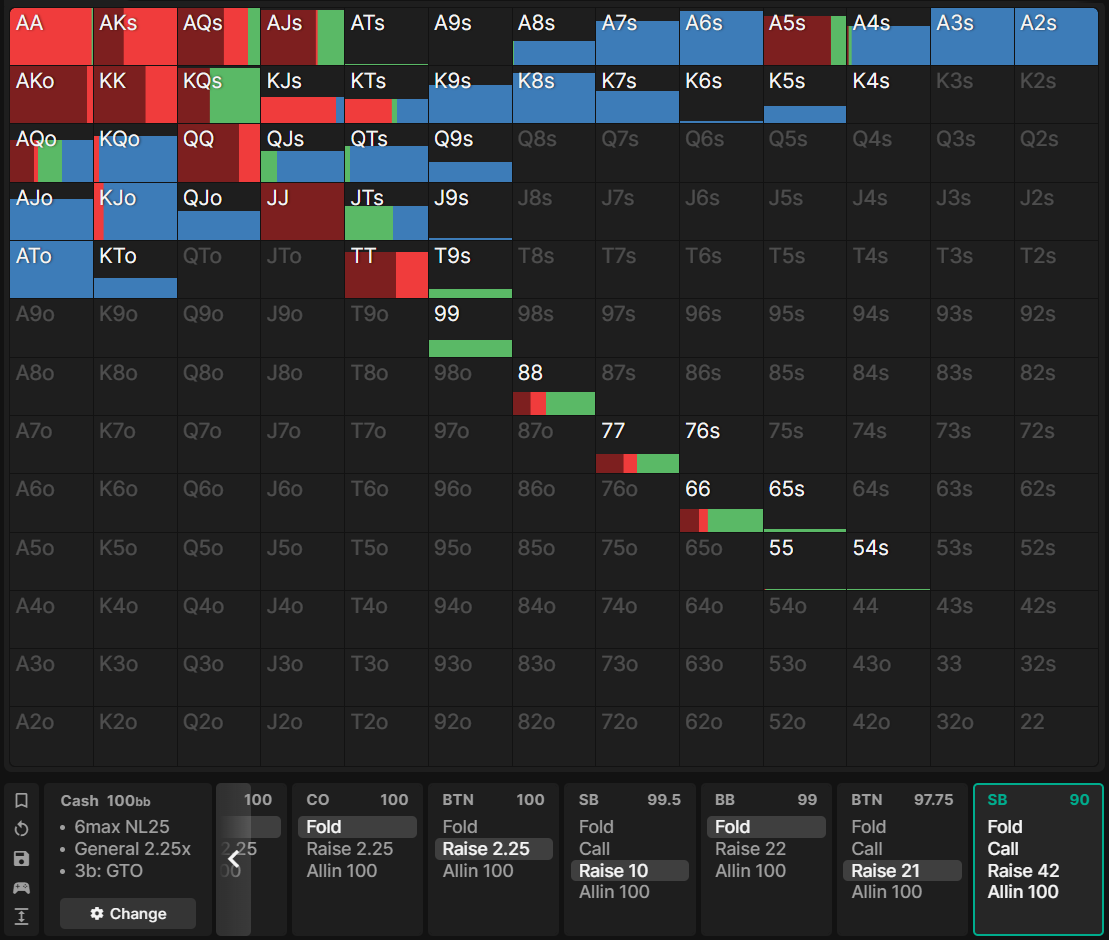 AA AKs AQs AJs ATs A9s A8s A7s A6s A5s A4s A3s A2s
AKo KK KQs KJs KTs K9s K8s K7s K6s K5s K4s K3s K2s
AQo KQo QQ QJs QTs Q9s Q8s Q7s Q6s Q5s Q4s Q3s Q2s
AJo KJo QJo JJ JTs J9s J8s J7s J6s J5s J4s J3s J2s
ATo KTo QTo JTo TT T9s T8s T7s T6s T5s T4s T3s T2s
A9o K9o Q9o J9o T9o 99 98s 97s 96s 95s 94s 93s 92s
A8o K8o Q8o J8o T8o 98o 88 87s 86s 85s 84s 83s 82s
A7o K7o Q7o J7o T7o 97o 87o 77 76s 75s 74s 73s 72s
A6o K6o Q6o J6o T6o 96o 86o 76o 66 65s 64s 63s 62s
A5o K5o Q5o J5o T5o 95o 85o 75o 65o 55 54s 53s 52s
A4o K4o Q4o J4o T4o 94o 84o 74o 64o 54o 44 43s 42s
A3o K3o Q3o J3o T3o 93o 83o 73o 63o 53o 43o 33 32s
A2o K2o Q2o J2o T2o 92o 82o 72o 62o 52o 42o 32o 22
Cash 100bb
• 6max NL25
• General 2.25x
• 3b: GTO
Change
100
2.25
00
CO 100
Fold
Raise 2.25
Allin 100
BTN 100
Fold
Raise 2.25
Allin 100
SB 99.5
Fold
Call
Raise 10
Allin 100
BB 99
Fold
Raise 22
Allin 100
BTN 97.75
Fold
Call
Raise 21
Allin 100
SB 90
Fold
Call
Raise 42
Allin 100